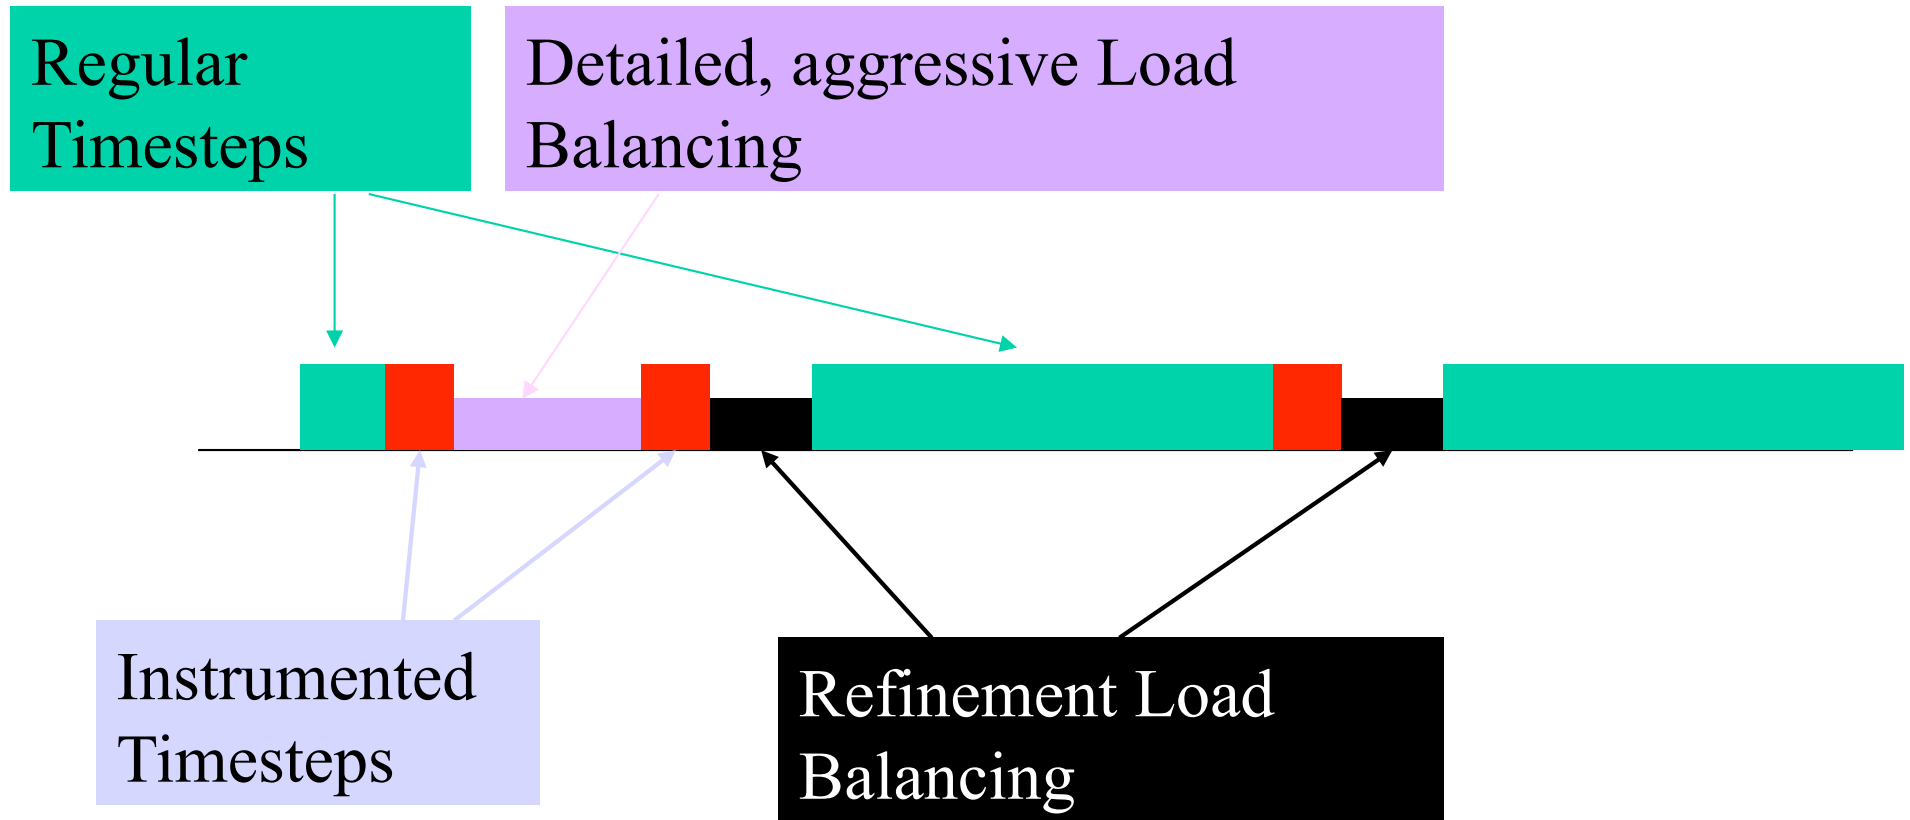 Regular
Timesteps
Detailed, aggressive Load
Balancing
Instrumented
Timesteps
Refinement Load
Balancing